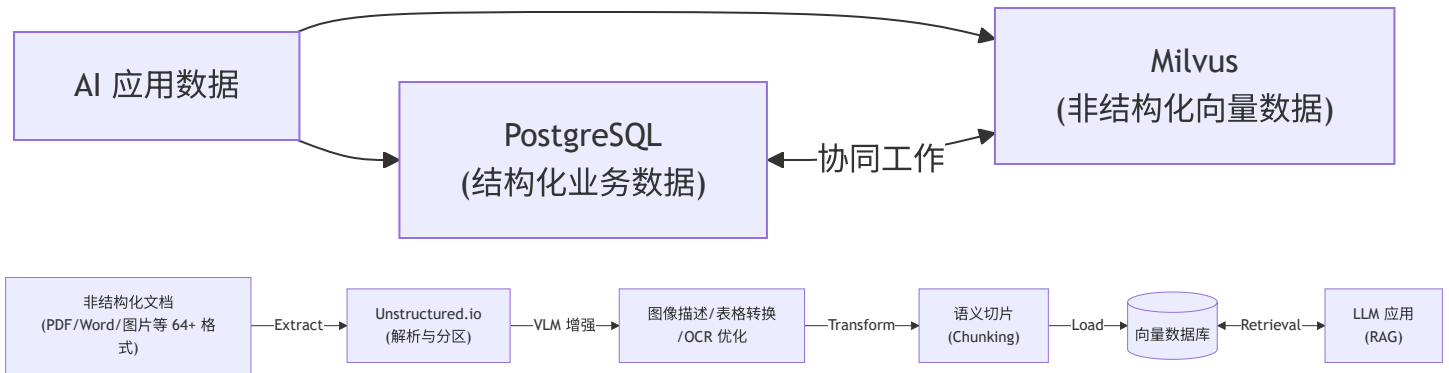 AI 应用数据
PostgreSQL
(结构化业务数据)
协同工作
Milvus
(非结构化向量数据)
非结构化文档
(PDF/Word/图片等 64+ 格
式)
Extract
Unstructured.io
(解析与分区)
VLM 增强
图像描述/表格转换
/OCR 优化
Transform
语义切片
(Chunking)
Load
向量数据库
Retrieval
LLM 应用
(RAG)